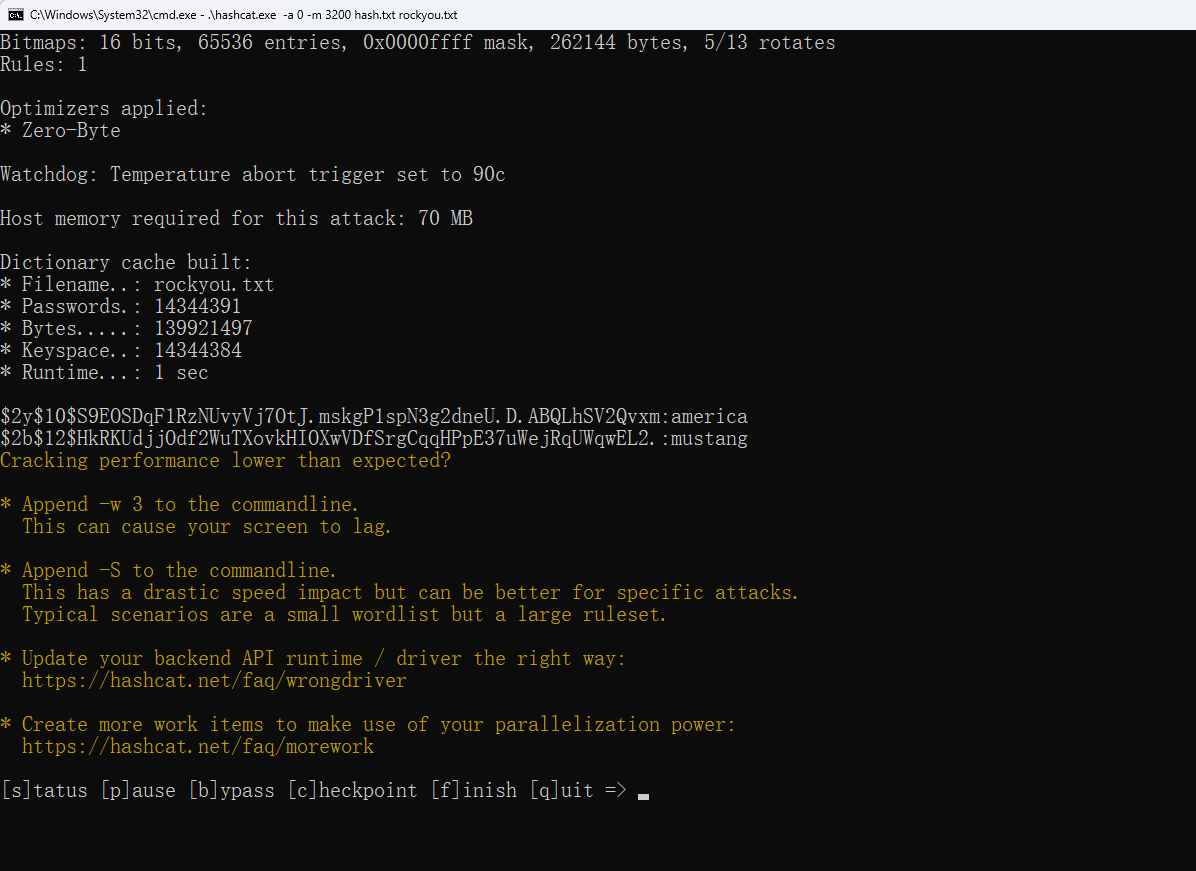 C:\Windows\System32\cmd.exe - .\hashcat.exe  -a 0 -m 3200 hash.txt rockyou.txt
Bitmaps: 16 bits, 65536 entries, 0x0000ffff mask, 262144 bytes, 5/13 rotates
Rules: 1
Optimizers applied:
* Zero-Byte
Watchdog: Temperature abort trigger set to 90c
Host memory required for this attack: 70 MB
Dictionary cache built:
* Filename..: rockyou.txt
* Passwords.: 14344391
* Bytes.....: 139921497
* Keyspace..: 14344384
* Runtime...: 1 sec
$2y$10$S9EOSDqF1RzNUvyVj7OtJ.mskgP1spN3g2dneU.D.ABQLhSV2Qvxm:america
$2b$12$HkRKUdjjOdf2WuTXovkHIOXwVDfSrgCqqHPpE37uWejRqUWqwEL2.:mustang
Cracking performance lower than expected?
* Append -w 3 to the commandline.
This can cause your screen to lag.
* Append -S to the commandline.
This has a drastic speed impact but can be better for specific attacks.
Typical scenarios are a small wordlist but a large ruleset.
* Update your backend API runtime / driver the right way:
https://hashcat.net/faq/wrongdriver
* Create more work items to make use of your parallelization power:
https://hashcat.net/faq/morework
[s]tatus [p]ause [b]ypass [c]heckpoint [f]inish [q]uit =>